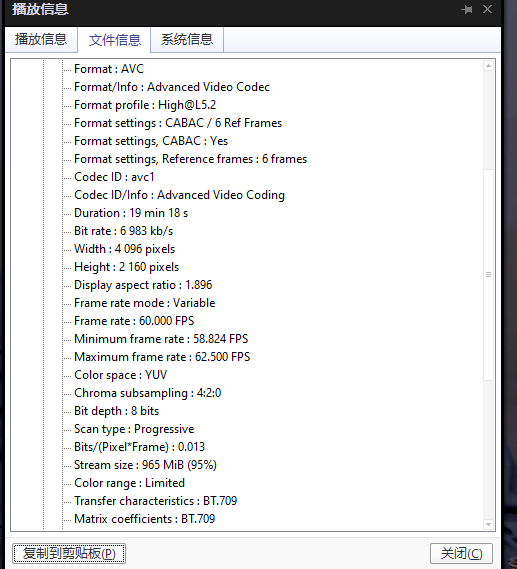 播放信息
播放信息 文件信息 系统信息
Format : AVC
Format/Info : Advanced Video Codec
Format profile : High@L5.2
Format settings : CABAC / 6 Ref Frames
Format settings, CABAC : Yes
Format settings, Reference frames : 6 frames
Codec ID : avc1
Codec ID/Info : Advanced Video Coding
Duration : 19 min 18 s
Bit rate : 6 983 kb/s
Width : 4 096 pixels
Height : 2 160 pixels
Display aspect ratio : 1.896
Frame rate mode : Variable
Frame rate : 60.000 FPS
Minimum frame rate : 58.824 FPS
Maximum frame rate : 62.500 FPS
Color space : YUV
Chroma subsampling : 4:2:0
Bit depth : 8 bits
Scan type : Progressive
Bits/(Pixel*Frame) : 0.013
Stream size : 965 MiB (95%)
Color range : Limited
Transfer characteristics : BT.709
Matrix coefficients : BT.709
复制到剪贴板(P) 关闭(C)